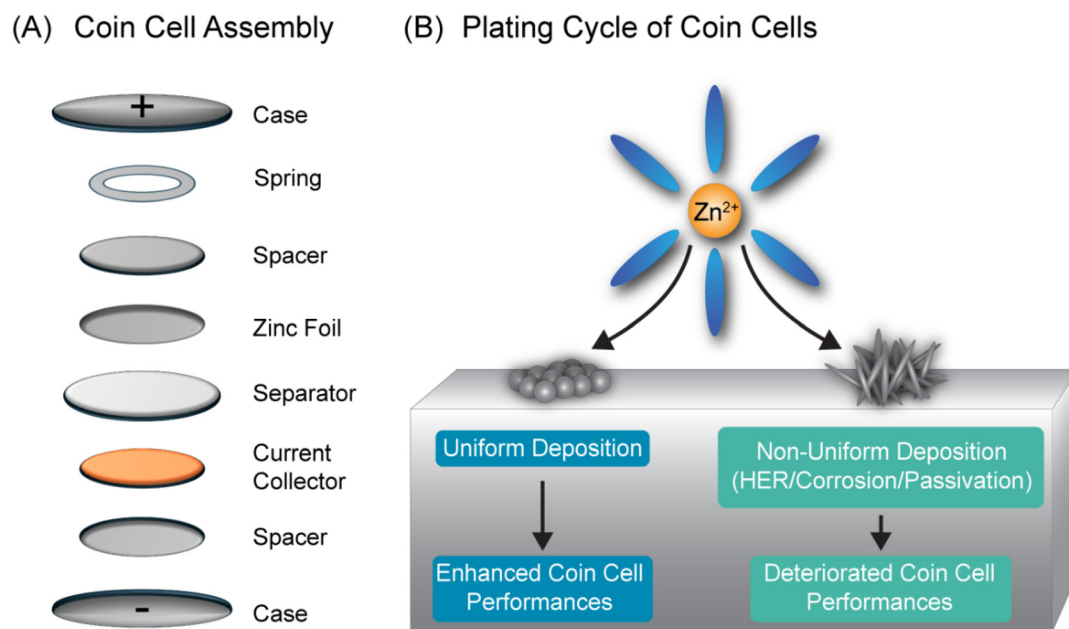 (A) Coin Cell Assembly
+
Case
Spring
Spacer
Zinc Foil
Separator
Current
Collector
Spacer
-
Case
(B) Plating Cycle of Coin Cells
Zn²⁺
Uniform Deposition
Enhanced Coin Cell
Performances
Non-Uniform Deposition
(HER/Corrosion/Passivation)
Deteriorated Coin Cell
Performances